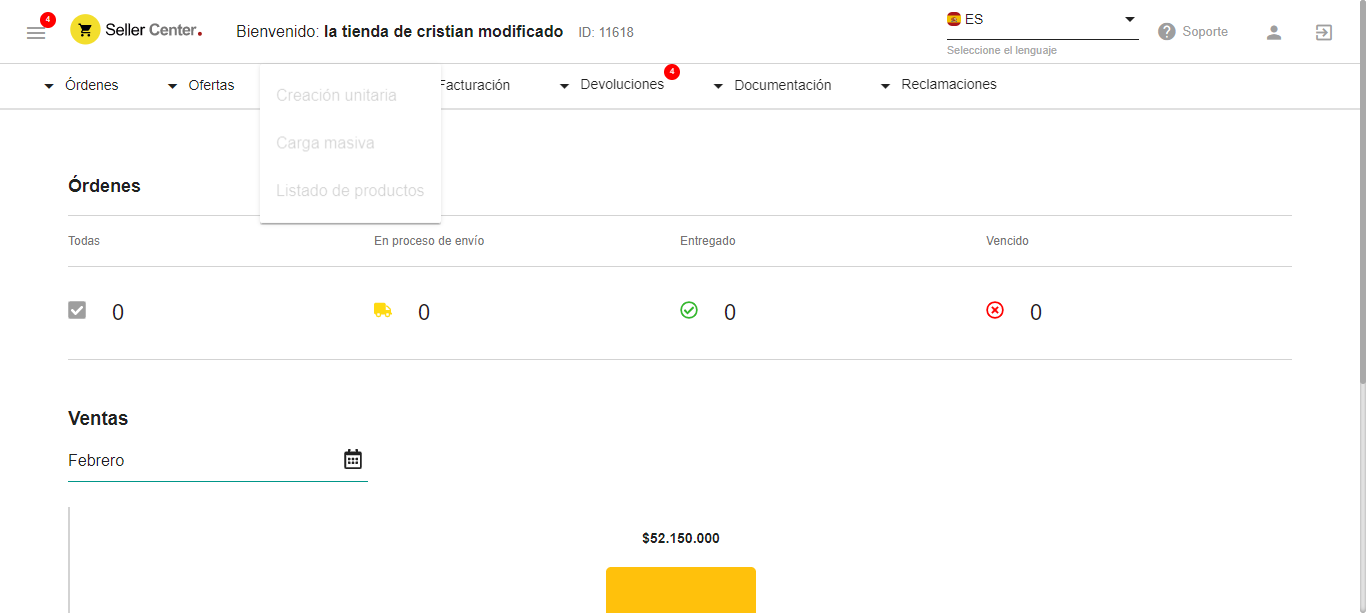 4
Seller Center.
Bienvenido: la tienda de cristian modificado
ID: 11618
ES
Seleccione el lenguaje
Soporte
Órdenes
Ofertas
Facturación
Devoluciones
4
Documentación
Reclamaciones
Creación unitaria
Carga masiva
Listado de productos
Órdenes
Todas
En proceso de envío
Entregado
Vencido
0
0
0
0
Ventas
Febrero
$52.150.000